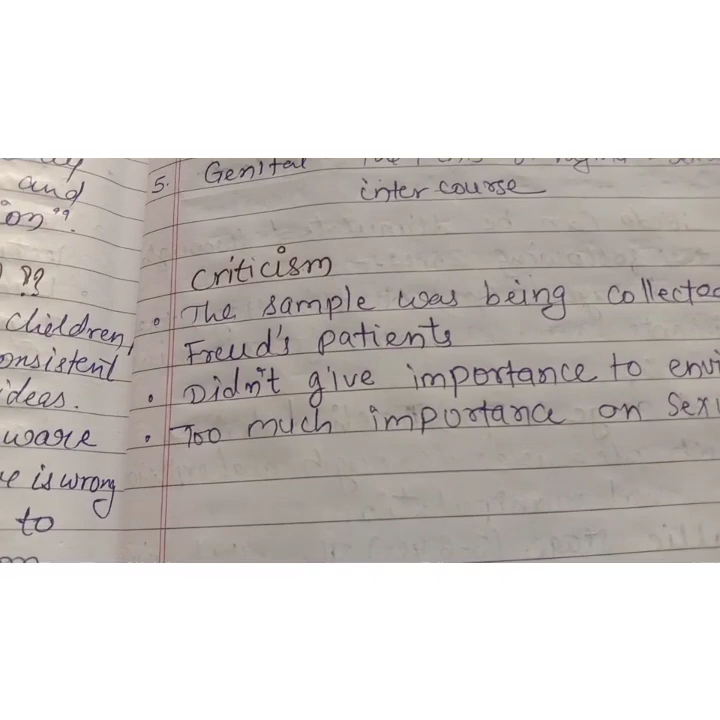 and
on"?
??
children,
onsistent
ideas.
ware
e is wrong
to
5. Genital
inter course
Criticism
• The sample was being collected
Freud's patients
• Didn't give importance to envi
• Too much importance on Sexu